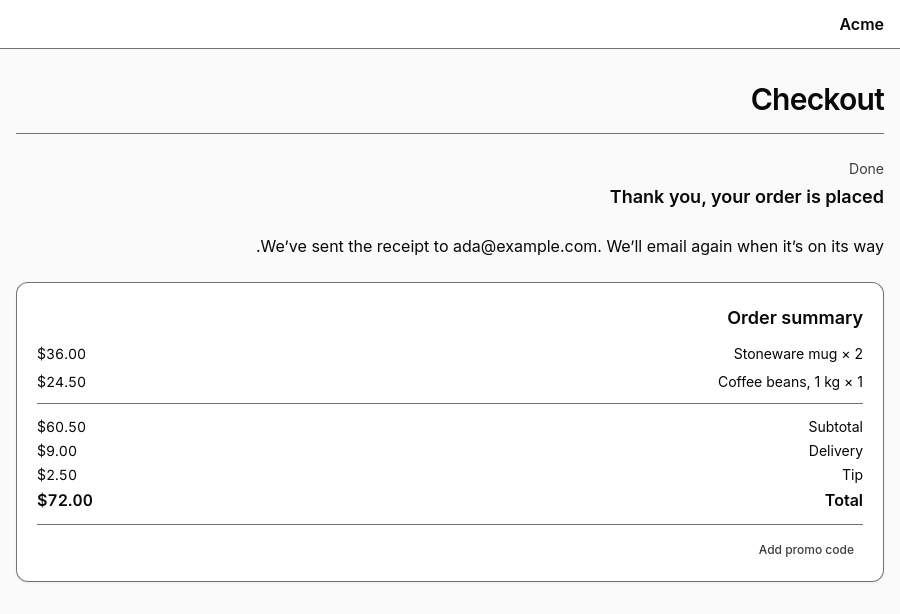 Acme
Checkout
Done
Thank you, your order is placed
.We’ve sent the receipt to ada@example.com. We’ll email again when it’s on its way
Order summary
Stoneware mug × 2 $36.00
Coffee beans, 1 kg × 1 $24.50
Subtotal $60.50
Delivery $9.00
Tip $2.50
Total $72.00
Add promo code